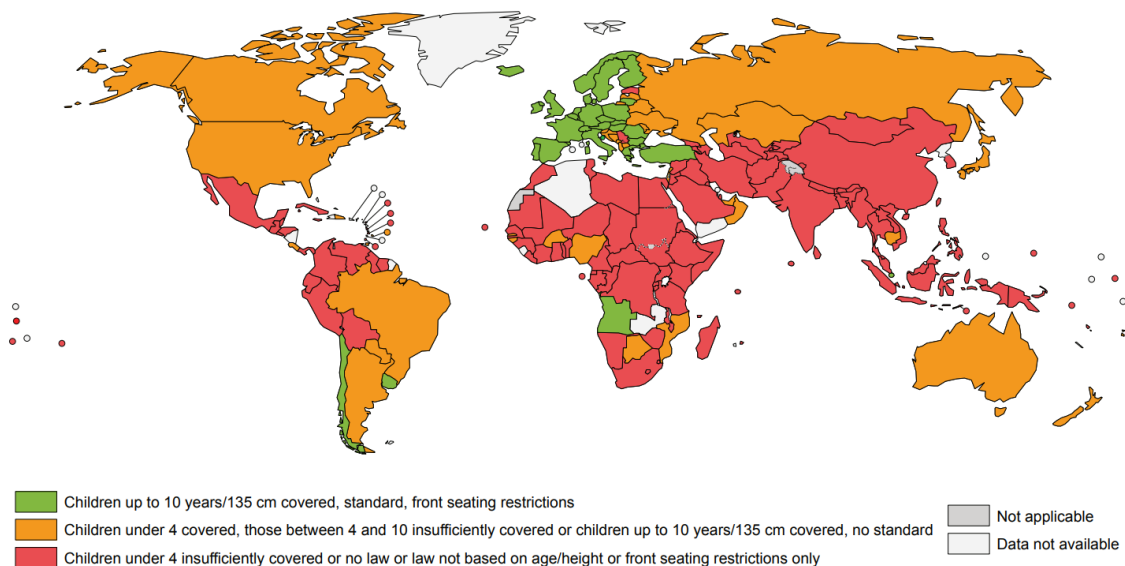 Children up to 10 years/135 cm covered, standard, front seating restrictions
Children under 4 covered, those between 4 and 10 insufficiently covered or children up to 10 years/135 cm covered, no standard
Children under 4 insufficiently covered or no law or law not based on age/height or front seating restrictions only
Not applicable
Data not available